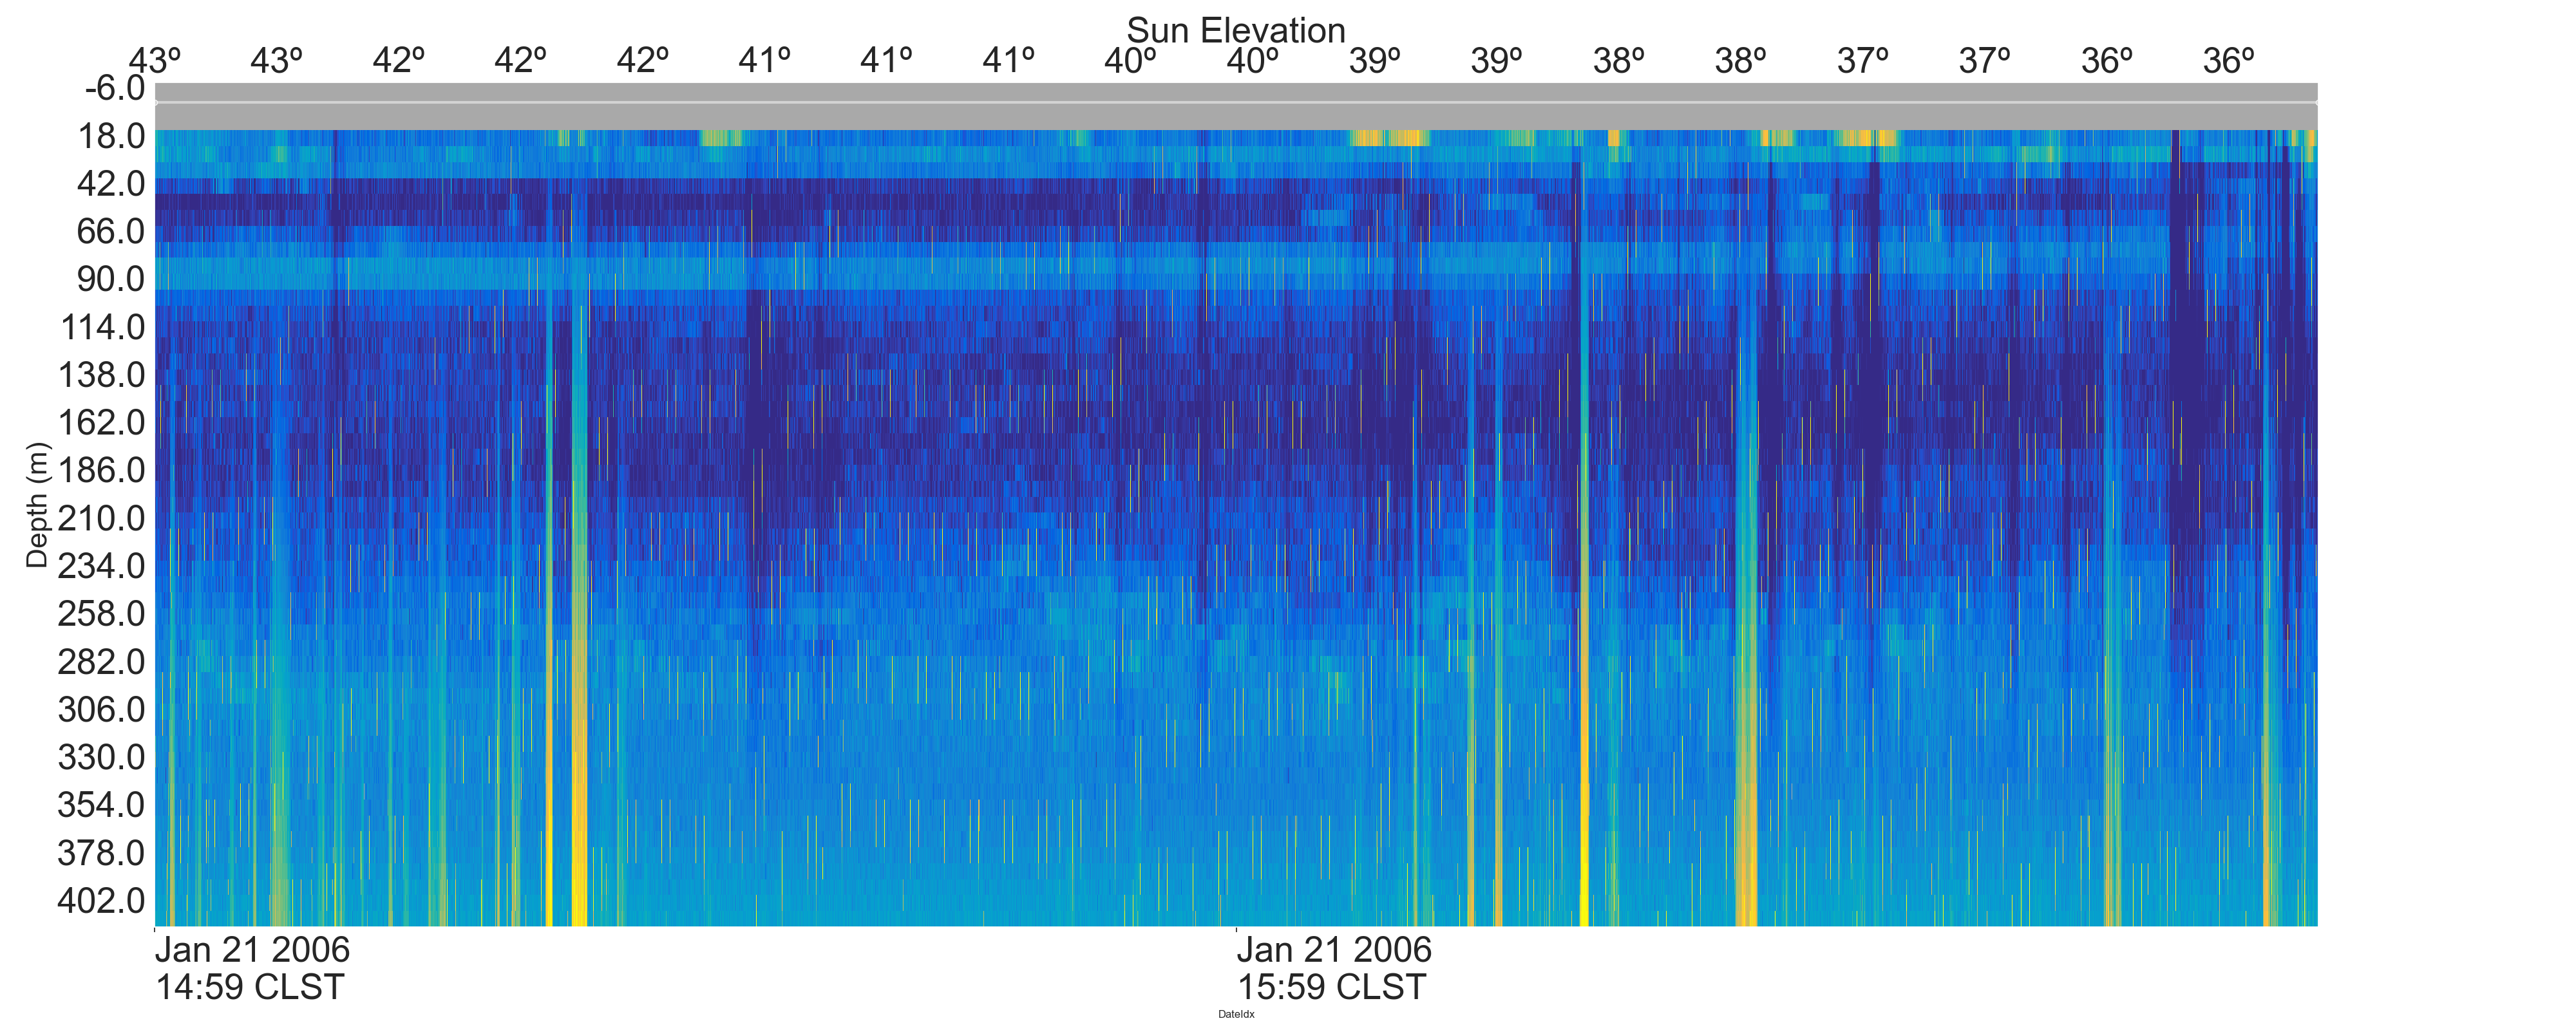 Sun Elevation
43º 43º 42º 42º 42º 41º 41º 41º 40º 40º 39º 39º 38º 38º 37º 37º 36º 36º
-6.0
18.0
42.0
66.0
90.0
114.0
138.0
162.0
186.0
210.0
234.0
258.0
282.0
306.0
330.0
354.0
378.0
402.0
Depth (m)
Jan 21 2006
14:59 CLST
Jan 21 2006
15:59 CLST
DateIdx